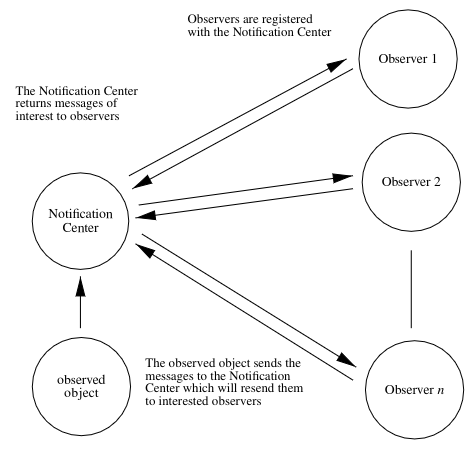 Observers are registered
with the Notification Center
Observer 1
The Notification Center
returns messages of
interest to observers
Observer 2
Notification
Center
The observed object sends the
messages to the Notification
Center which will resend them
to interested observers
observed
object
Observer n